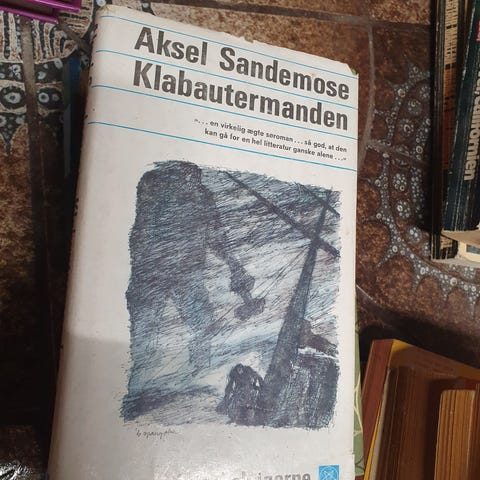 Aksel Sandemose
Klabautermanden
"... en virkelig ægte søroman... så god, at den
kan gå for en hel litteratur ganske alene..."